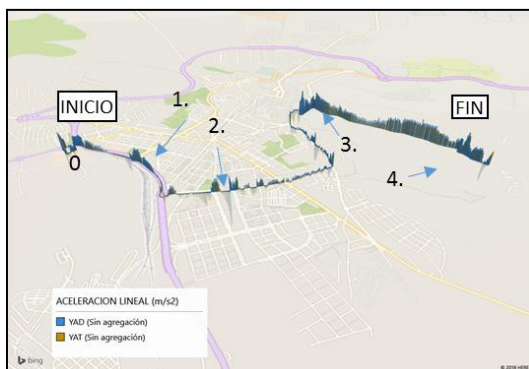 INICIO
1.
2.
FIN
3.
4.
0
ACELERACION LINEAL (m/s2)
YAD (Sin agregación)
YAT (Sin agregación)
bing